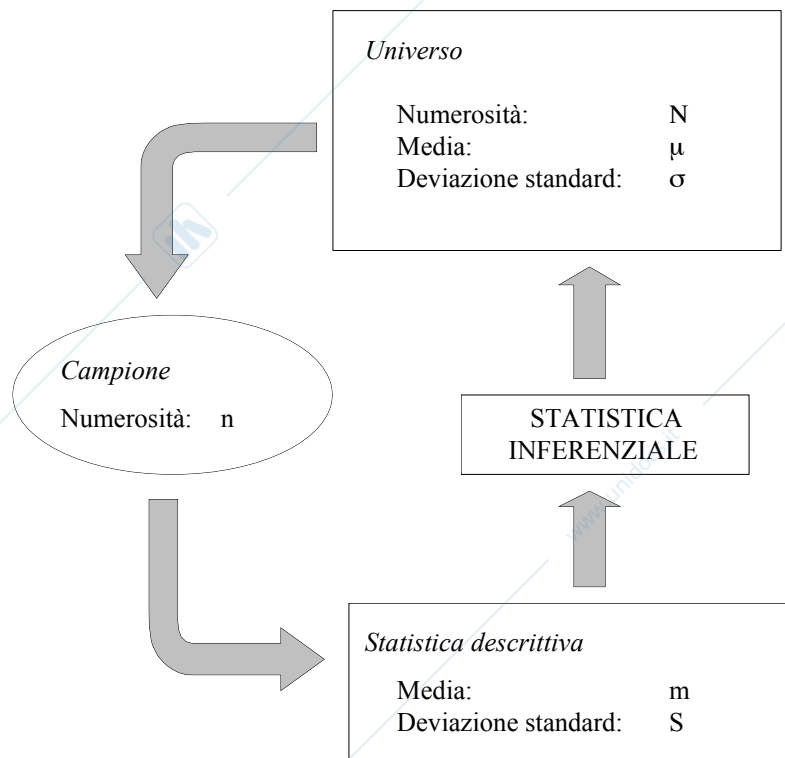 Universo
Numerosità: N
Media: μ
Deviazione standard: σ
Campione
Numerosità: n
STATISTICA
INFERENZIALE
Statistica descrittiva
Media: m
Deviazione standard: S